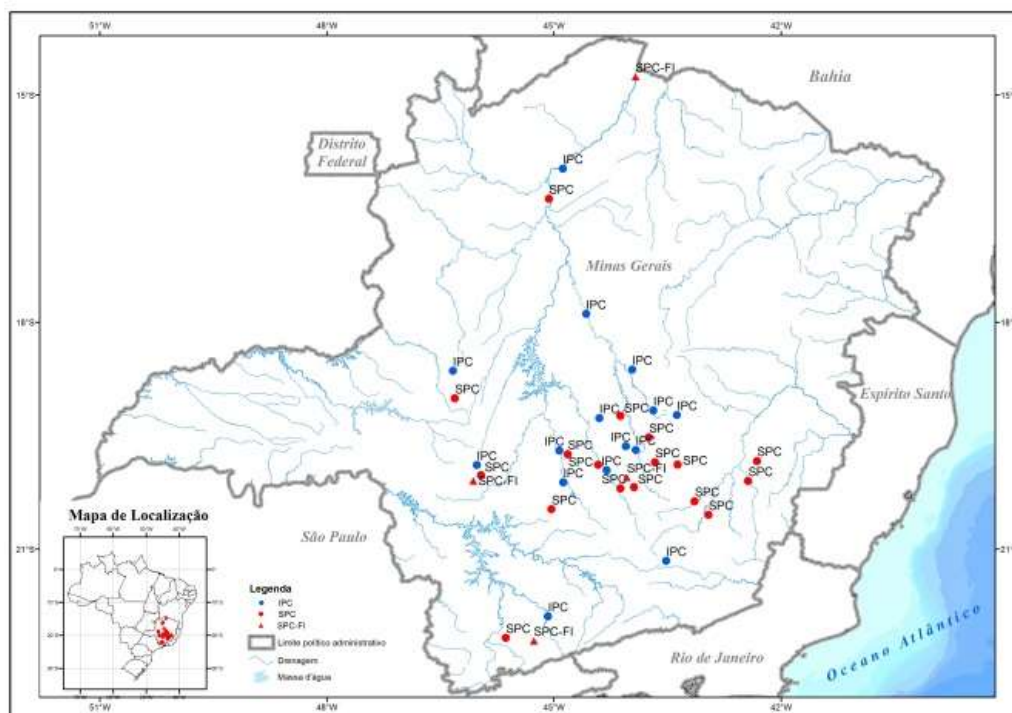 51°W
48°W
45°W
42°W
SPC-FI
Bahia
15°S
15°S
Distrito
Federal
IPC
SPC
Minas Gerais
IPC
18°S
18°S
IPC
IPC
SPC
Espírito Santo
IPC
SPC
IPC
IPC
SPC
IPC
IPC
IPC
SPC
SPC
IPC
SPC
SPC
SPC
IPC
SPC
SPC-FI
IPC
SPC-FI
SPC
SPC
SPC
SPC
SPC
SPC
Mapa de Localização
São Paulo
21°S
21°S
IPC
Legenda
IPC
SPC
SPC-FI
Limite político administrativo
Drenagem
Massa d'água
IPC
SPC
SPC-FI
Rio de Janeiro
Oceano Atlântico
51°W
48°W
45°W
42°W